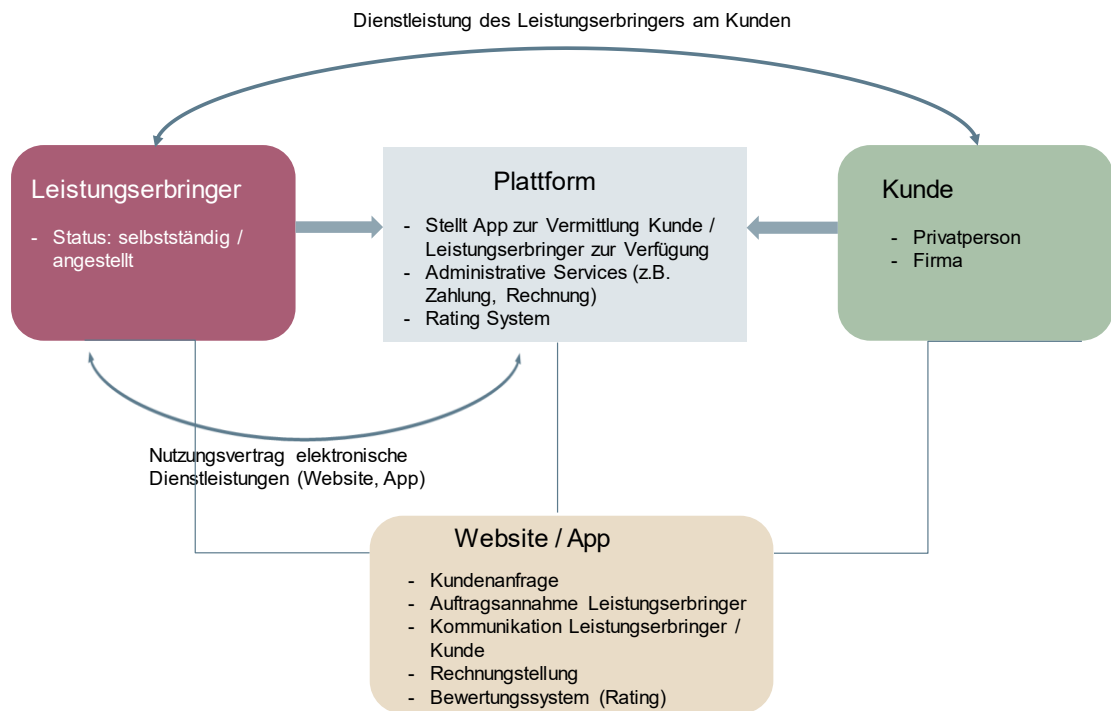 Dienstleistung des Leistungserbringers am Kunden
Leistungserbringer
- Status: selbstständig /
angestellt
Plattform
- Stellt App zur Vermittlung Kunde /
Leistungserbringer zur Verfügung
- Administrative Services (z.B.
Zahlung, Rechnung)
- Rating System
Kunde
- Privatperson
- Firma
Nutzungsvertrag elektronische
Dienstleistungen (Website, App)
Website / App
- Kundenanfrage
- Auftragsannahme Leistungserbringer
- Kommunikation Leistungserbringer /
Kunde
- Rechnungstellung
- Bewertungssystem (Rating)